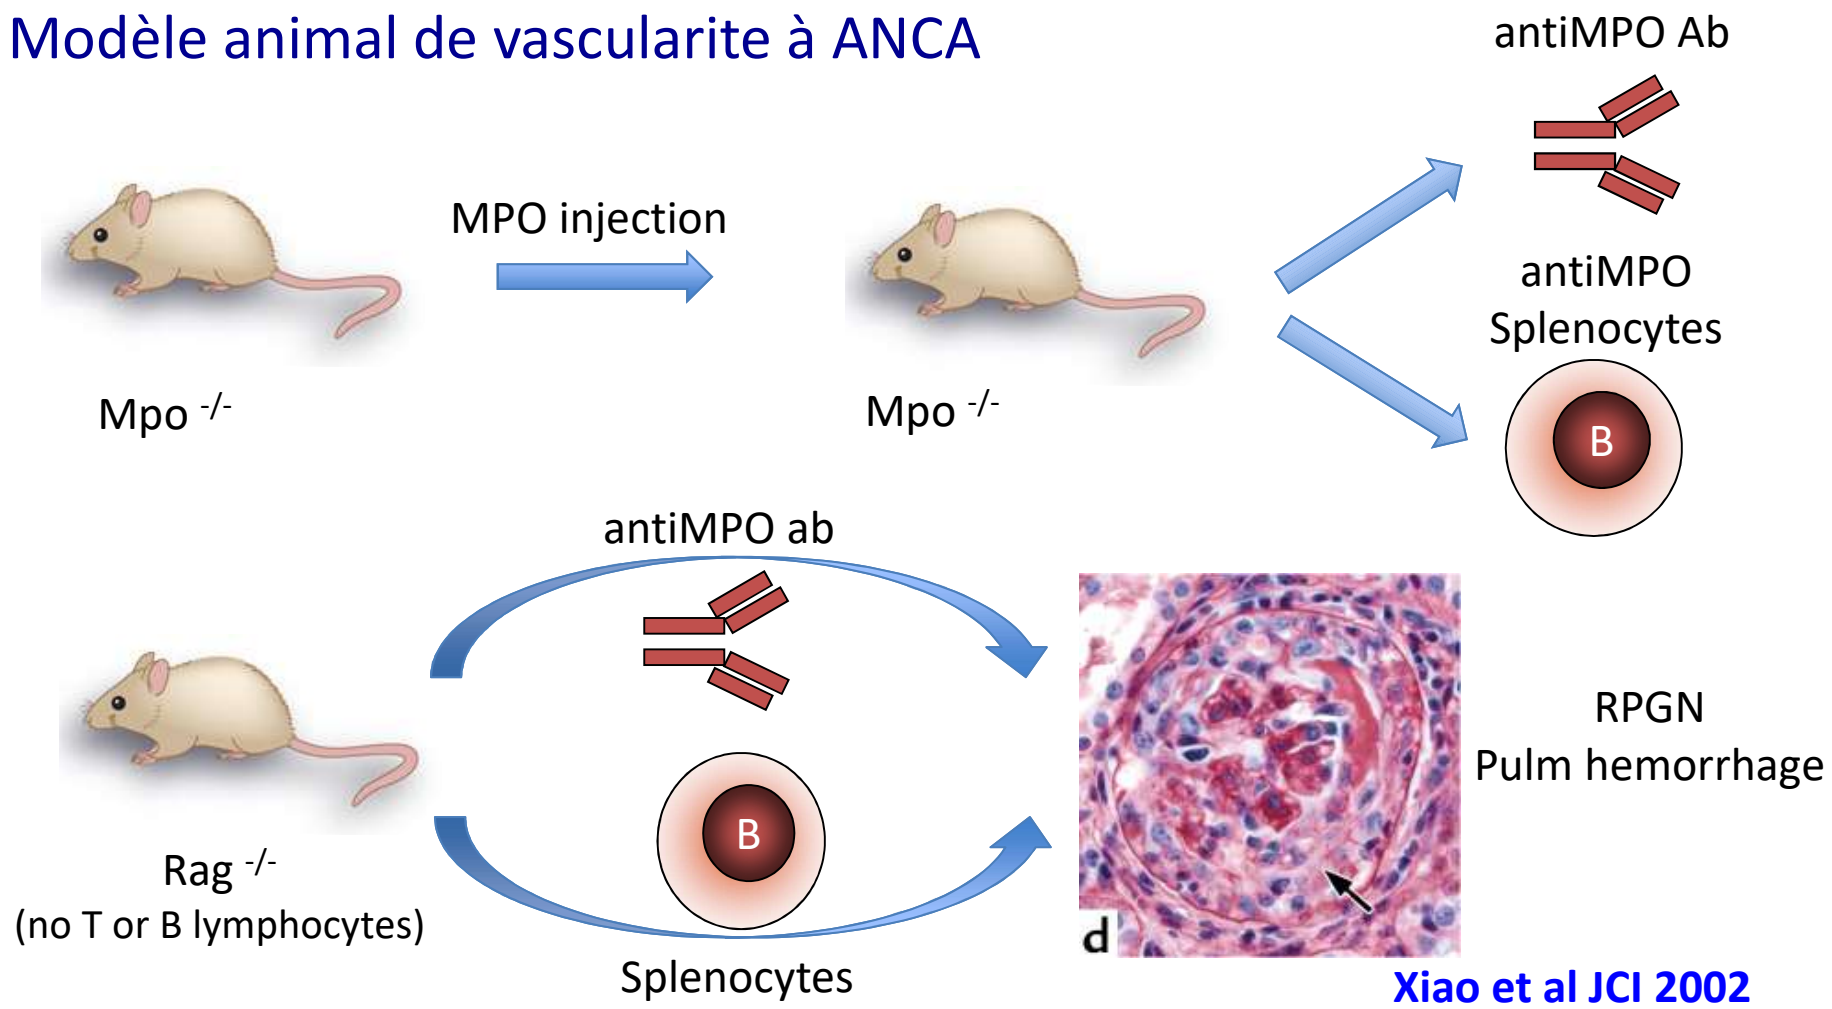 Modèle animal de vascularite à ANCA
antiMPO Ab
MPO injection
antiMPO
Splenocytes
B
Mpo -/-
Mpo -/-
antiMPO ab
B
Splenocytes
Rag -/-
(no T or B lymphocytes)
d
RPGN
Pulm hemorrhage
Xiao et al JCI 2002